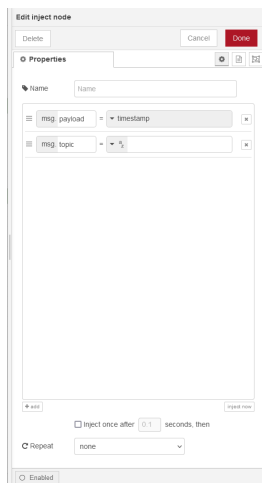 Edit inject node
Delete Cancel Done
Properties
Name Name
msg. payload = timestamp
msg. topic = a z
add inject now
Inject once after 0.1 seconds, then
Repeat none
Enabled